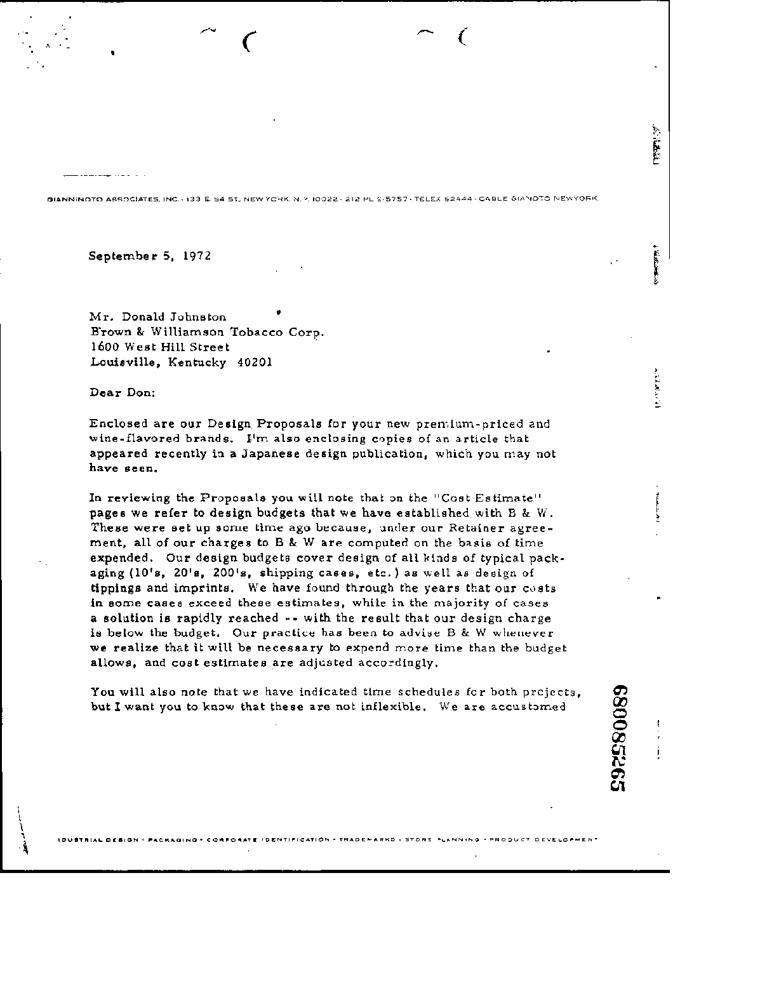 GIANNINOTO ASSOCIATES, INC. · 133 E. 54 ST., NEW YORK, N.Y. 10022 · 212 PL 2-5757 · TELEX 62444 · CABLE GIANOTO NEWYORK
September 5, 1972
Mr. Donald Johnston
Brown & Williamson Tobacco Corp.
1600 West Hill Street
Louisville, Kentucky 40201
Dear Don:
Enclosed are our Design Proposals for your new premium-priced and
wine-flavored brands. I'm also enclosing copies of an article that
appeared recently in a Japanese design publication, which you may not
have seen.
In reviewing the Proposals you will note that on the "Cost Estimate"
pages we refer to design budgets that we have established with B & W.
These were set up some time ago because, under our Retainer agree-
ment, all of our charges to B & W are computed on the basis of time
expended. Our design budgets cover design of all kinds of typical pack-
aging (10's, 20's, 200's, shipping cases, etc.) as well as design of
tippings and imprints. We have found through the years that our costs
in some cases exceed these estimates, while in the majority of cases
a solution is rapidly reached -- with the result that our design charge
is below the budget. Our practice has been to advise B & W whenever
we realize that it will be necessary to expend more time than the budget
allows, and cost estimates are adjusted accordingly.
You will also note that we have indicated time schedules for both projects,
but I want you to know that these are not inflexible. We are accustomed
680085265
IDUSTRIAL DESIGN · PACKAGING · CORPORATE IDENTIFICATION · TRADEMARKS · STORE PLANNING · PRODUCT DEVELOPMENT